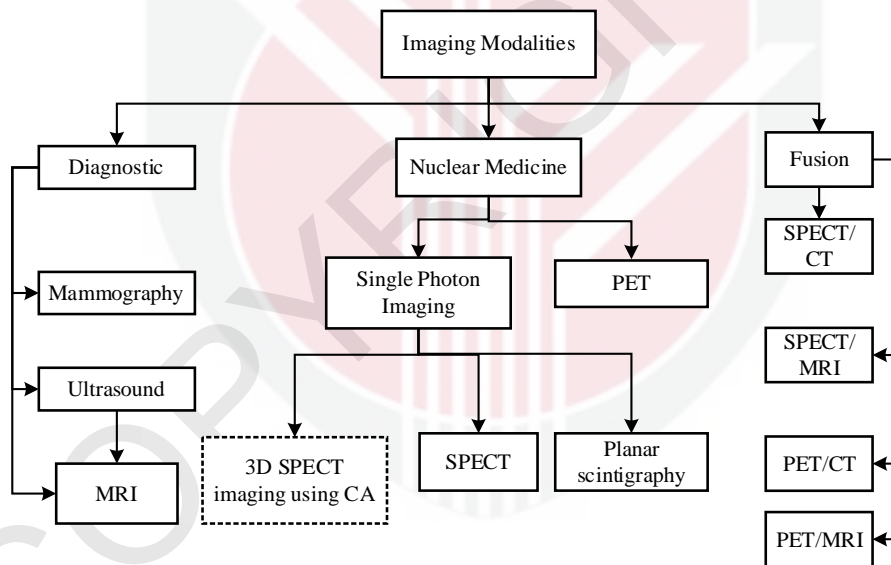 Imaging Modalities
Diagnostic
Nuclear Medicine
Fusion
SPECT/
CT
Single Photon
Imaging
PET
Mammography
SPECT/
MRI
Ultrasound
3D SPECT
imaging using CA
SPECT
Planar
scintigraphy
PET/CT
MRI
PET/MRI
COPYRIGH